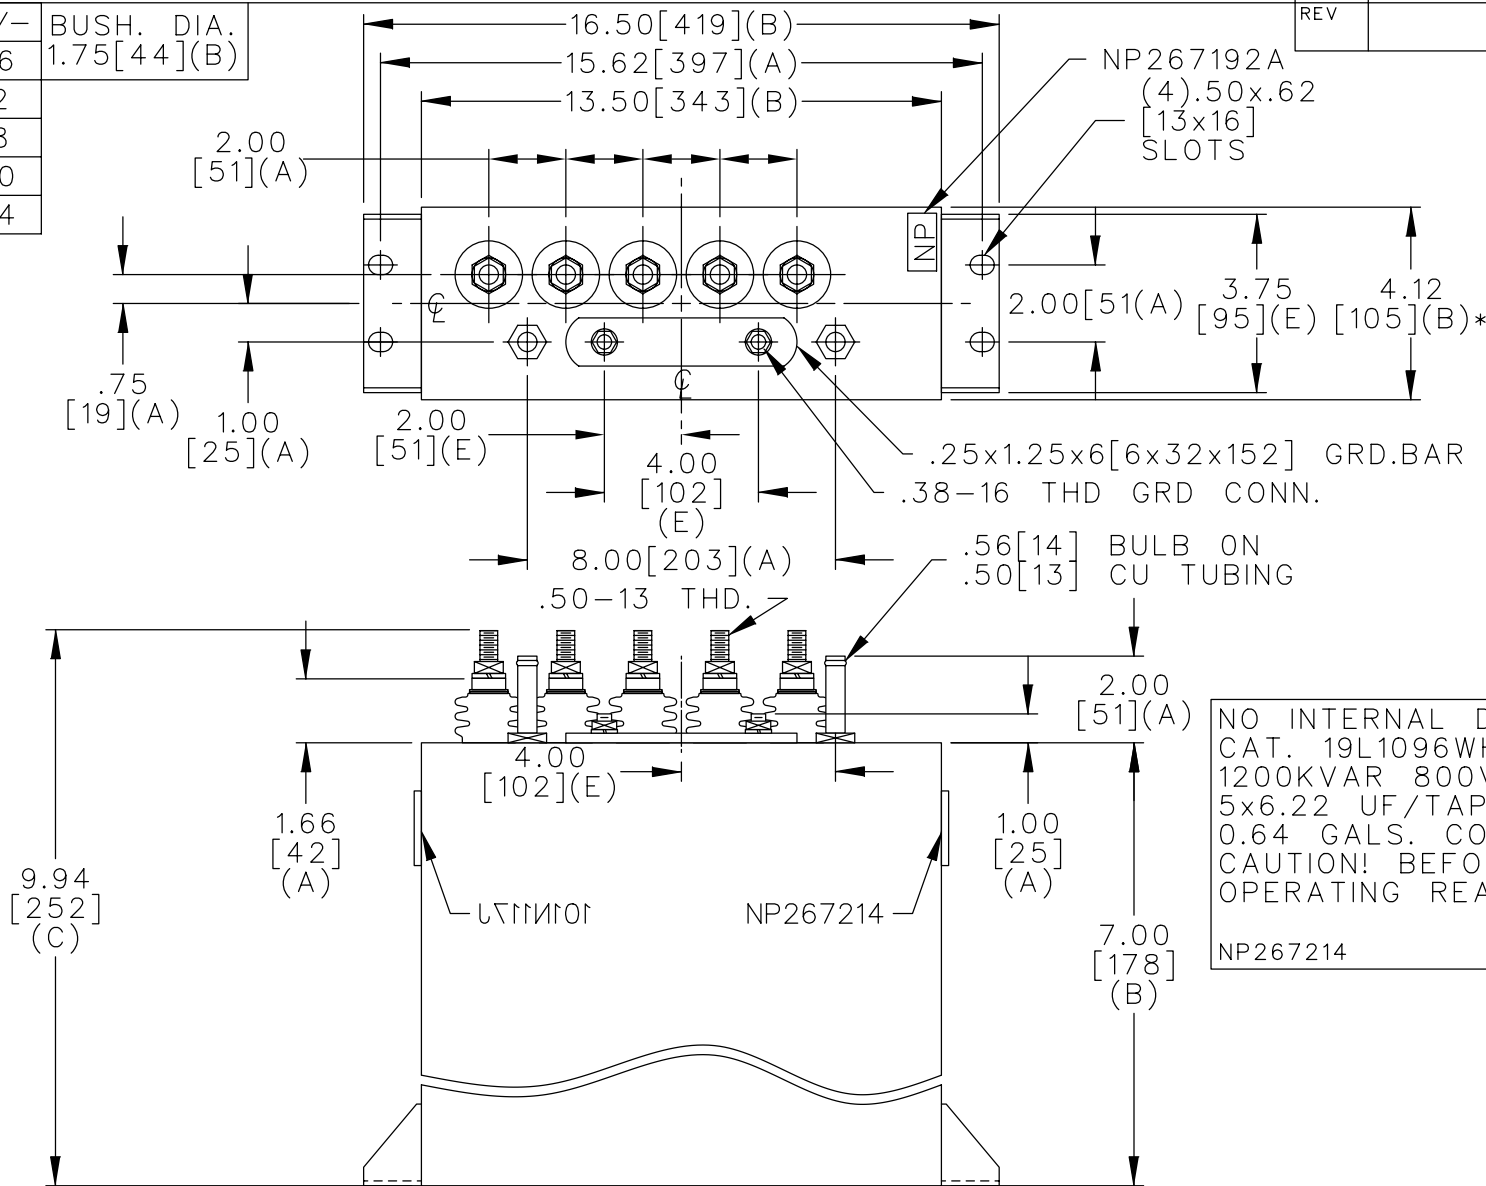 /-
BUSH. DIA.
1.75[44](B)
6
2
8
0
4
16.50[419](B)
15.62[397](A)
13.50[343](B)
REV
NP267192A
(4).50x.62
[13x16]
SLOTS
2.00
[51](A)
NP
2.00[51(A)
3.75
[95](E)
4.12
[105](B)*
.75
[19](A)
1.00
[25](A)
2.00
[51](E)
4.00
[102]
(E)
.25x1.25x6[6x32x152] GRD.BAR
.38-16 THD GRD CONN.
8.00[203](A)
.50-13 THD.
.56[14] BULB ON
.50[13] CU TUBING
2.00
[51](A)
4.00
[102](E)
1.66
[42]
(A)
1.00
[25]
(A)
9.94
[252]
(C)
101N117J
NP267214
7.00
[178]
(B)
NO INTERNAL D
CAT. 19L1096WH
1200KVAR 800V
5x6.22 UF/TAP
0.64 GALS. CO
CAUTION! BEFO
OPERATING REA
NP267214